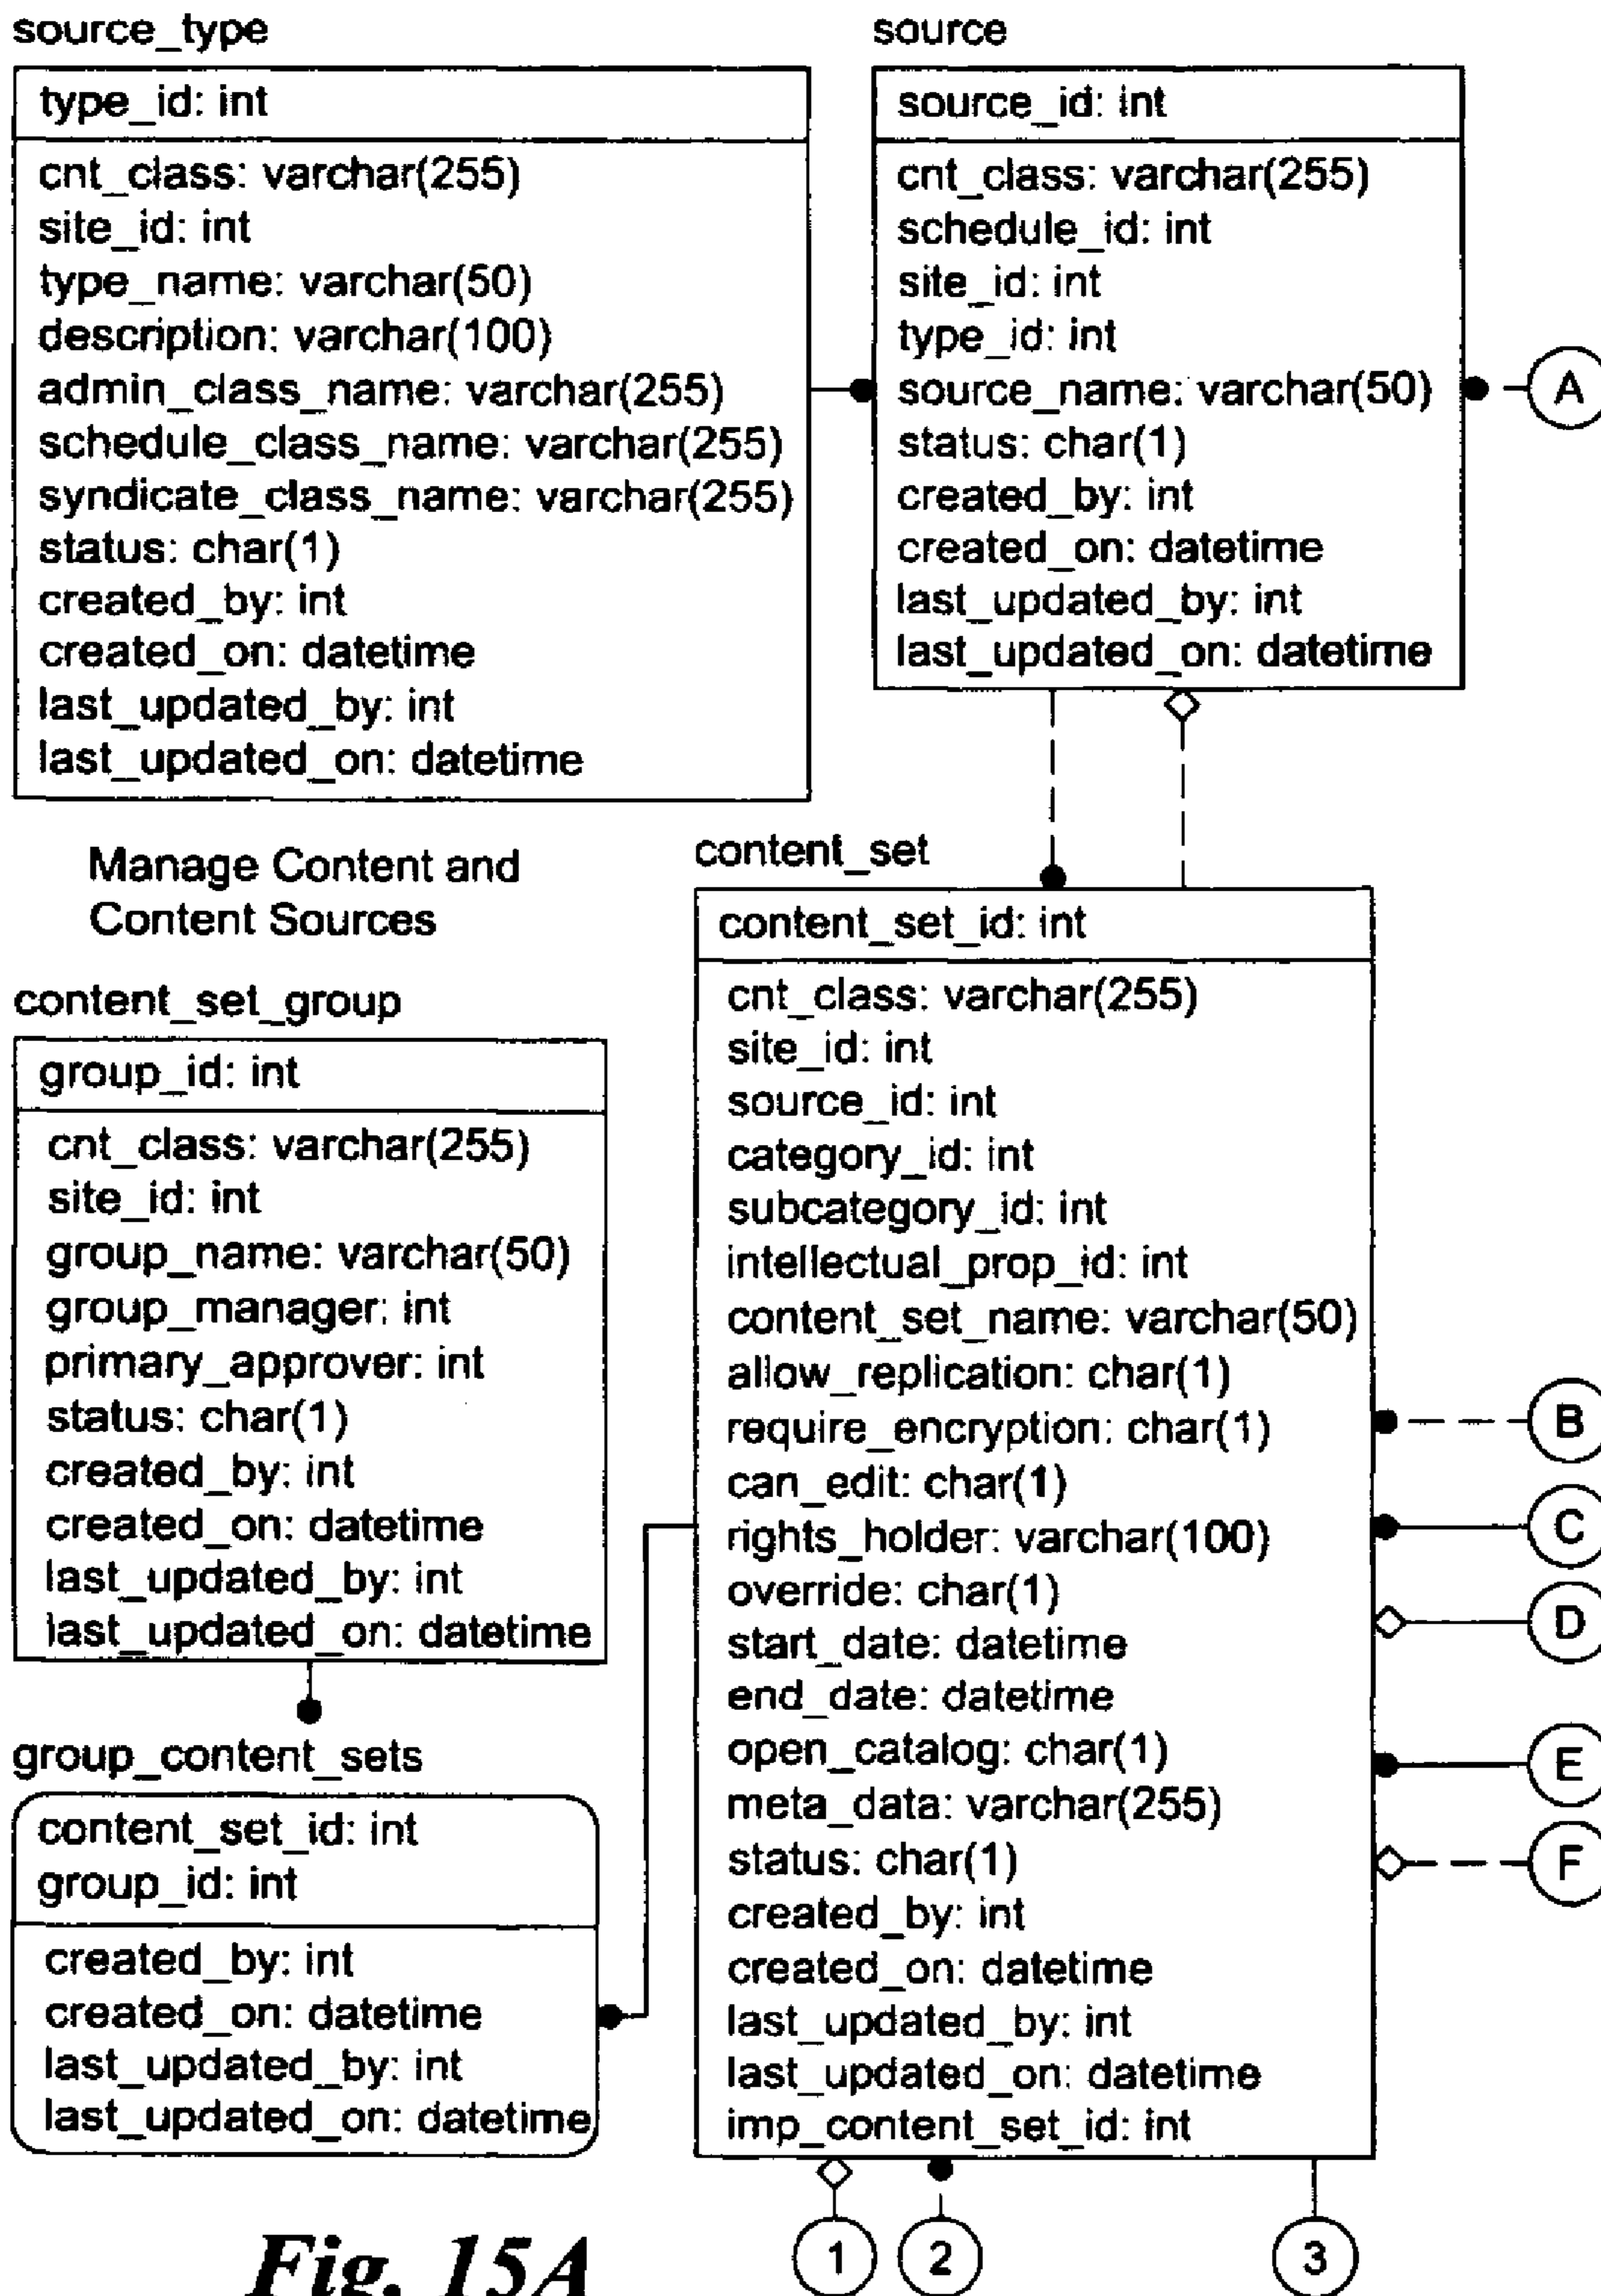 source_type
type_id: int
cnt_class: varchar(255)
site_id: int
type_name: varchar(50)
description: varchar(100)
admin_class_name: varchar(255)
schedule_class_name: varchar(255)
syndicate_class_name: varchar(255)
status: char(1)
created_by: int
created_on: datetime
last_updated_by: int
last_updated_on: datetime
source
source_id: int
cnt_class: varchar(255)
schedule_id: int
site_id: int
type_id: int
source_name: varchar(50)
status: char(1)
created_by: int
created_on: datetime
last_updated_by: int
last_updated_on: datetime
A
Manage Content and
Content Sources
content_set_group
group_id: int
cnt_class: varchar(255)
site_id: int
group_name: varchar(50)
group_manager: int
primary_approver: int
status: char(1)
created_by: int
created_on: datetime
last_updated_by: int
last_updated_on: datetime
group_content_sets
content_set_id: int
group_id: int
created_by: int
created_on: datetime
last_updated_by: int
last_updated_on: datetime
content_set
content_set_id: int
cnt_class: varchar(255)
site_id: int
source_id: int
category_id: int
subcategory_id: int
intellectual_prop_id: int
content_set_name: varchar(50)
allow_replication: char(1)
require_encryption: char(1)
can_edit: char(1)
rights_holder: varchar(100)
override: char(1)
start_date: datetime
end_date: datetime
open_catalog: char(1)
meta_data: varchar(255)
status: char(1)
created_by: int
created_on: datetime
last_updated_by: int
last_updated_on: datetime
imp_content_set_id: int
B
C
D
E
F
1
2
3
Fig. 15A